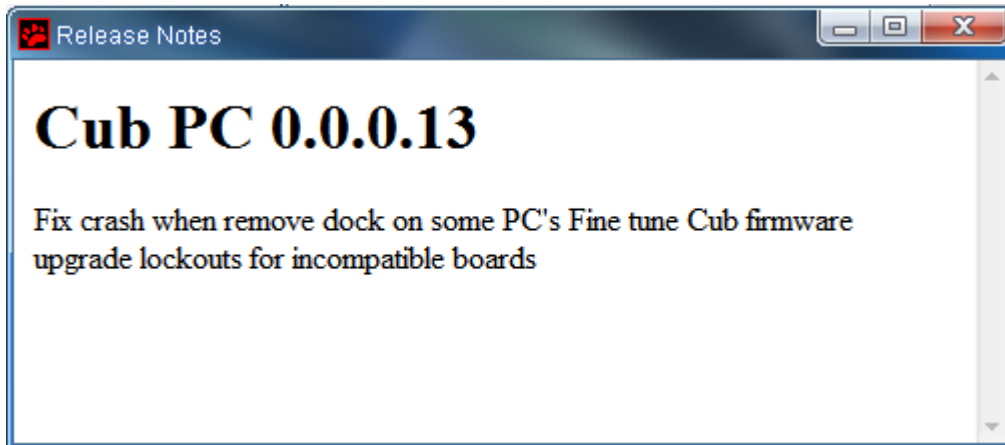 Release Notes
Cub PC 0.0.0.13
Fix crash when remove dock on some PC's Fine tune Cub firmware
upgrade lockouts for incompatible boards